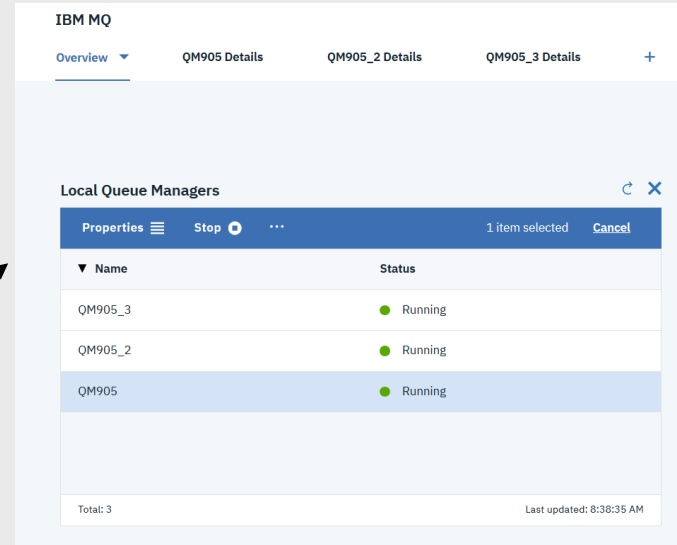 IBM MQ
Overview QM905 Details QM905_2 Details QM905_3 Details +
Local Queue Managers
Properties Stop ... 1 item selected Cancel
Name Status
QM905_3 Running
QM905_2 Running
QM905 Running
Total: 3 Last updated: 8:38:35 AM